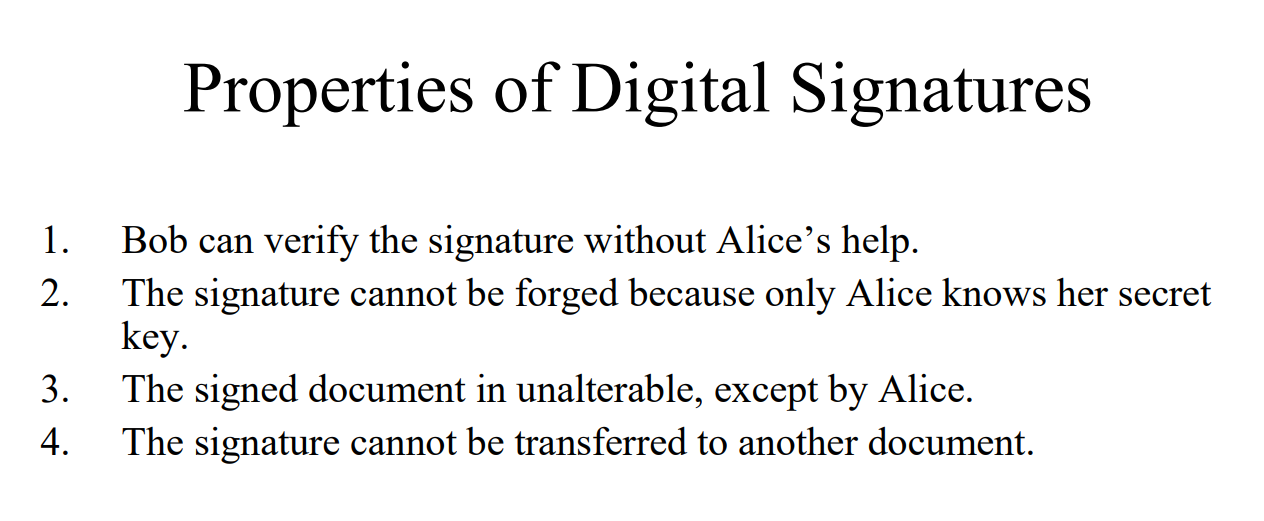 Properties of Digital Signatures
1. Bob can verify the signature without Alice’s help.
2. The signature cannot be forged because only Alice knows her secret
key.
3. The signed document in unalterable, except by Alice.
4. The signature cannot be transferred to another document.